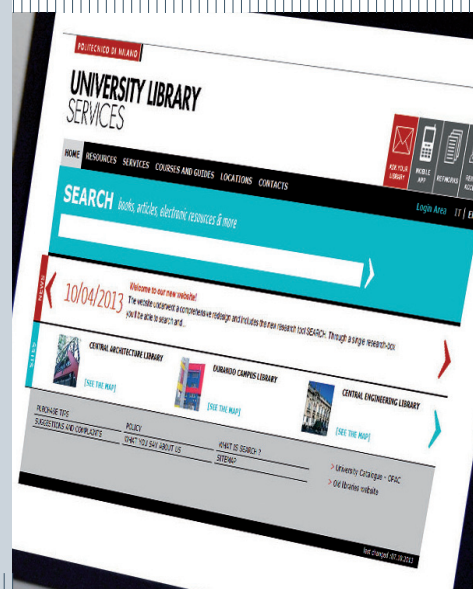 POLITECNICO DI MILANO
UNIVERSITY LIBRARY
SERVICES
ASK YOUR
LIBRARY
MOBILE
APP
NETWORKS
HOME RESOURCES SERVICES COURSES AND GUIDES LOCATIONS CONTACTS
Login Area IT |
SEARCH books, articles, electronic resources & more
NEWS
10/04/2013
Welcome to our new website!
The website underwent a comprehensive redesign and includes the new research tool SEARCH. Through a single research-box
you'll be able to search and...
CENTRAL ARCHITECTURE LIBRARY
[SEE THE MAP]
DURANDO CAMPUS LIBRARY
[SEE THE MAP]
CENTRAL ENGINEERING LIBRARY
[SEE THE MAP]
PURCHASE TIPS
SUGGESTIONS AND COMPLAINTS
POLICY
WHAT YOU SAY ABOUT US
WHAT IS SEARCH ?
SITEMAP
> University Catalogue - OPAC
> Old libraries website
last changed :07.10.2013